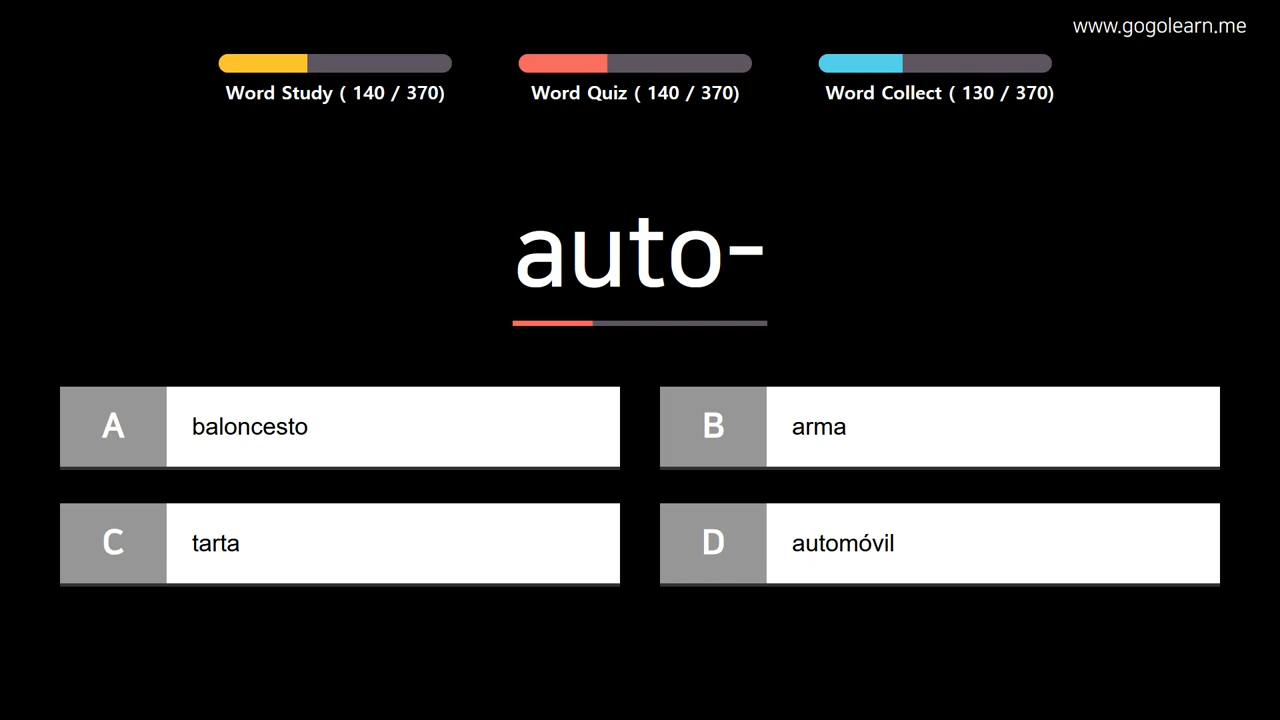 www.gogolearn.me
Word Study ( 140 / 370)
Word Quiz ( 140 / 370)
Word Collect ( 130 / 370)
auto-
A baloncesto
B arma
C tarta
D automóvil